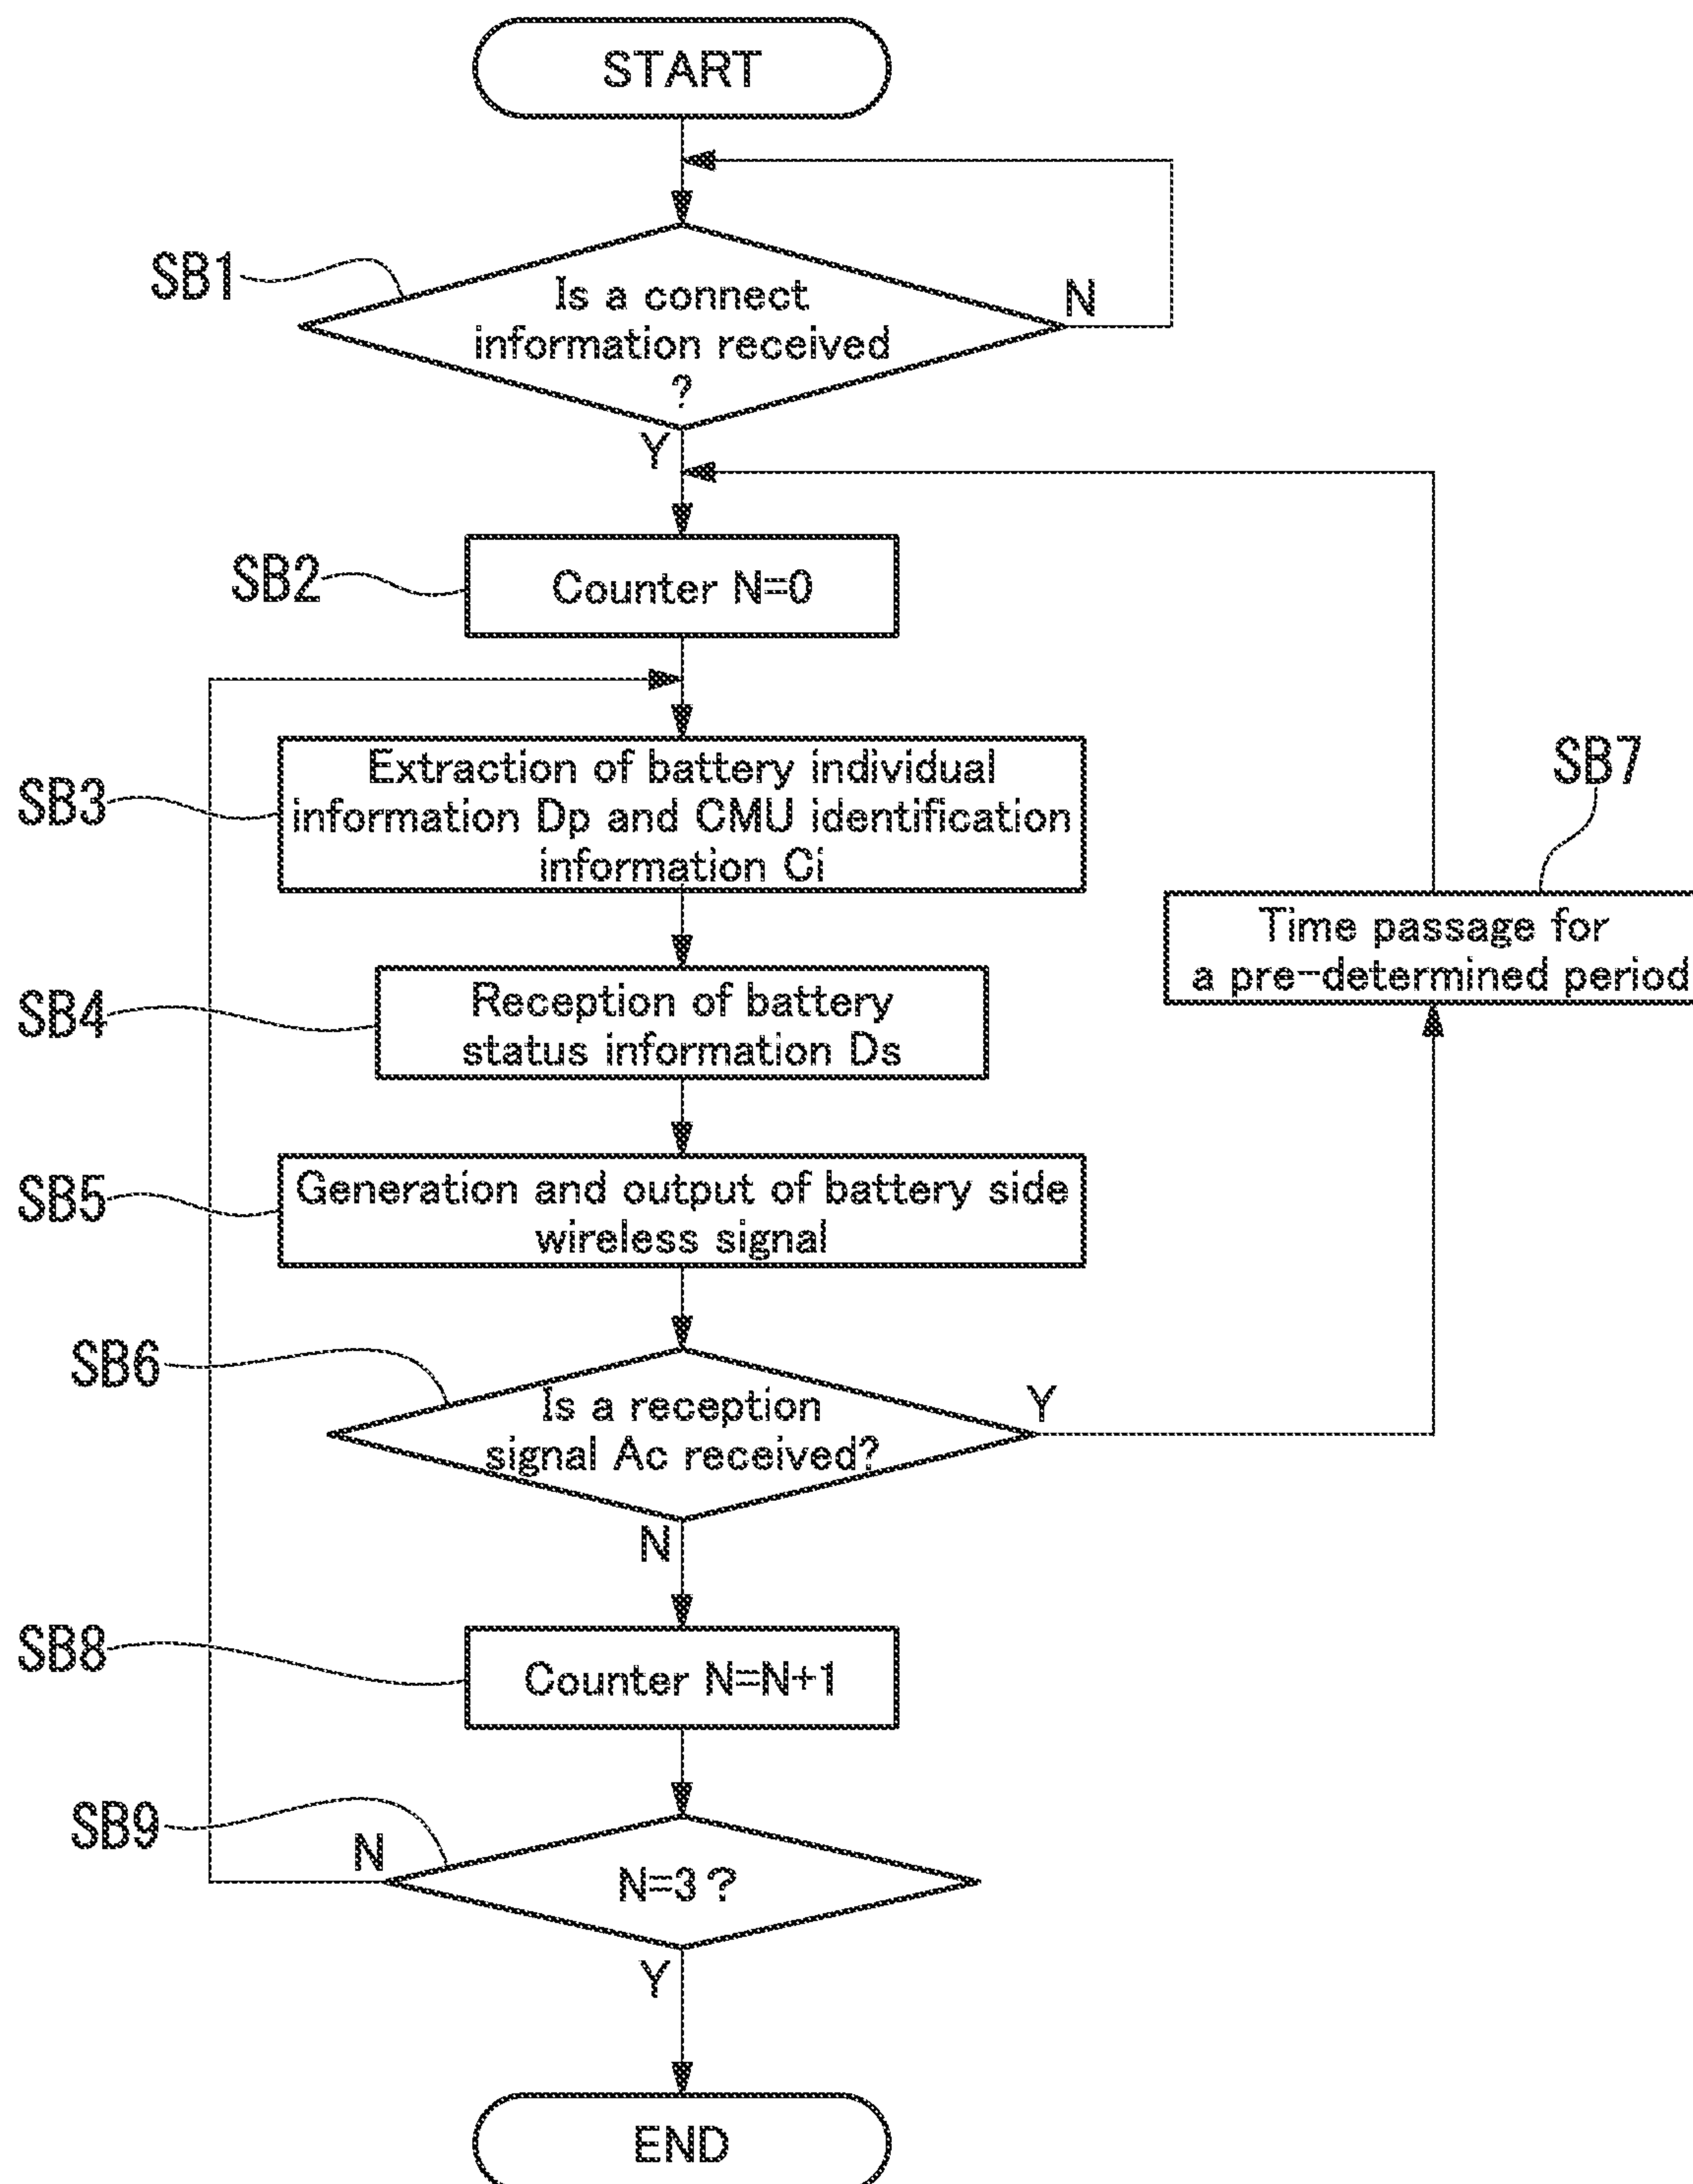 START
SB1
Is a connect
information received
?
N
Y
SB2
Counter N=0
SB3
Extraction of battery individual
information Dp and CMU identification
information Ci
SB7
Time passage for
a pre-determined period
SB4
Reception of battery
status information Ds
SB5
Generation and output of battery side
wireless signal
SB6
Is a reception
signal Ac received?
Y
N
SB8
Counter N=N+1
SB9
N
N=3?
Y
END